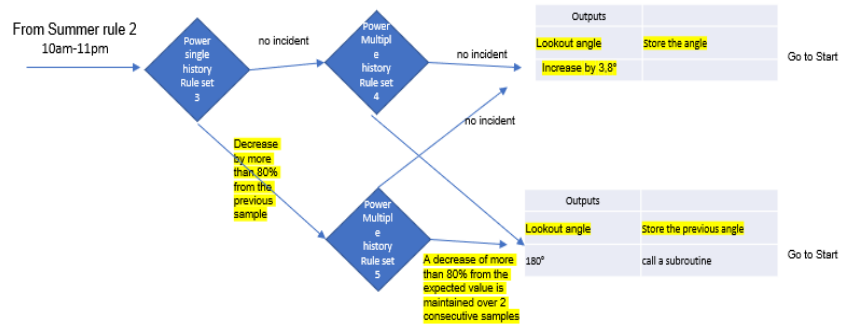 From Summer rule 2
10am-11pm
Power
single
history
Rule set
3
no incident
Power
Multipl
e
history
Rule set
4
no incident
Outputs
Lookout angle
Store the angle
Increase by 3,8°
Go to Start
no incident
Decrease
by more
than 80%
from the
previous
sample
Power
Multipl
e
history
Rule set
5
A decrease of more
than 80% from the
expected value is
maintained over 2
consecutive samples
Outputs
Lookout angle
Store the previous angle
180°
call a subroutine
Go to Start